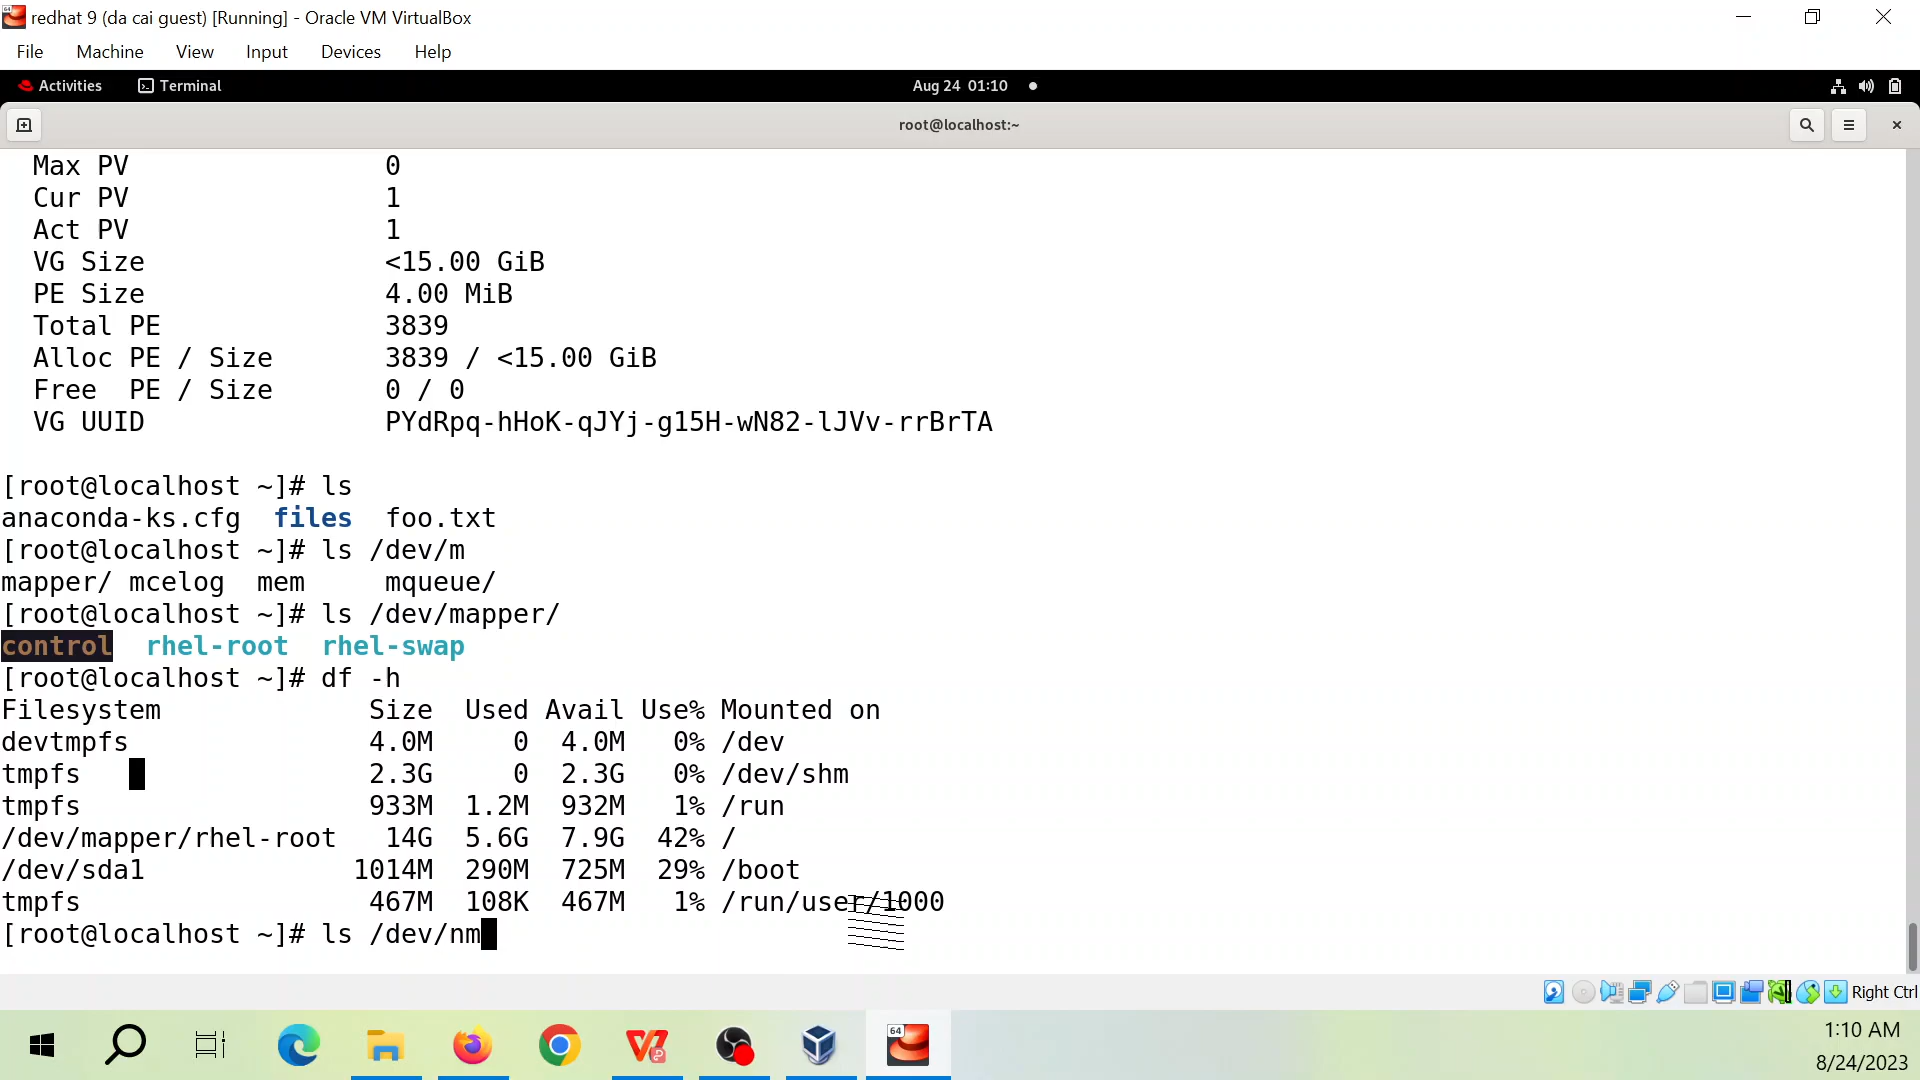 redhat 9 (da cai guest) [Running] - Oracle VM VirtualBox
File Machine View Input Devices Help
Activities Terminal Aug 24 01:10
root@localhost:~
Max PV 0
Cur PV 1
Act PV 1
VG Size <15.00 GiB
PE Size 4.00 MiB
Total PE 3839
Alloc PE / Size 3839 / <15.00 GiB
Free PE / Size 0 / 0
VG UUID PYdRpq-hHoK-qJYj-g15H-wN82-lJVv-rrBrTA
[root@localhost ~]# ls
anaconda-ks.cfg files foo.txt
[root@localhost ~]# ls /dev/m
mapper/ mcelog mem mqueue/
[root@localhost ~]# ls /dev/mapper/
control rhel-root rhel-swap
[root@localhost ~]# df -h
Filesystem Size Used Avail Use% Mounted on
devtmpfs 4.0M 0 4.0M 0% /dev
tmpfs 2.3G 0 2.3G 0% /dev/shm
tmpfs 933M 1.2M 932M 1% /run
/dev/mapper/rhel-root 14G 5.6G 7.9G 42% /
/dev/sda1 1014M 290M 725M 29% /boot
tmpfs 467M 108K 467M 1% /run/user/1000
[root@localhost ~]# ls /dev/nm
Right Ctrl
64
1:10 AM
8/24/2023